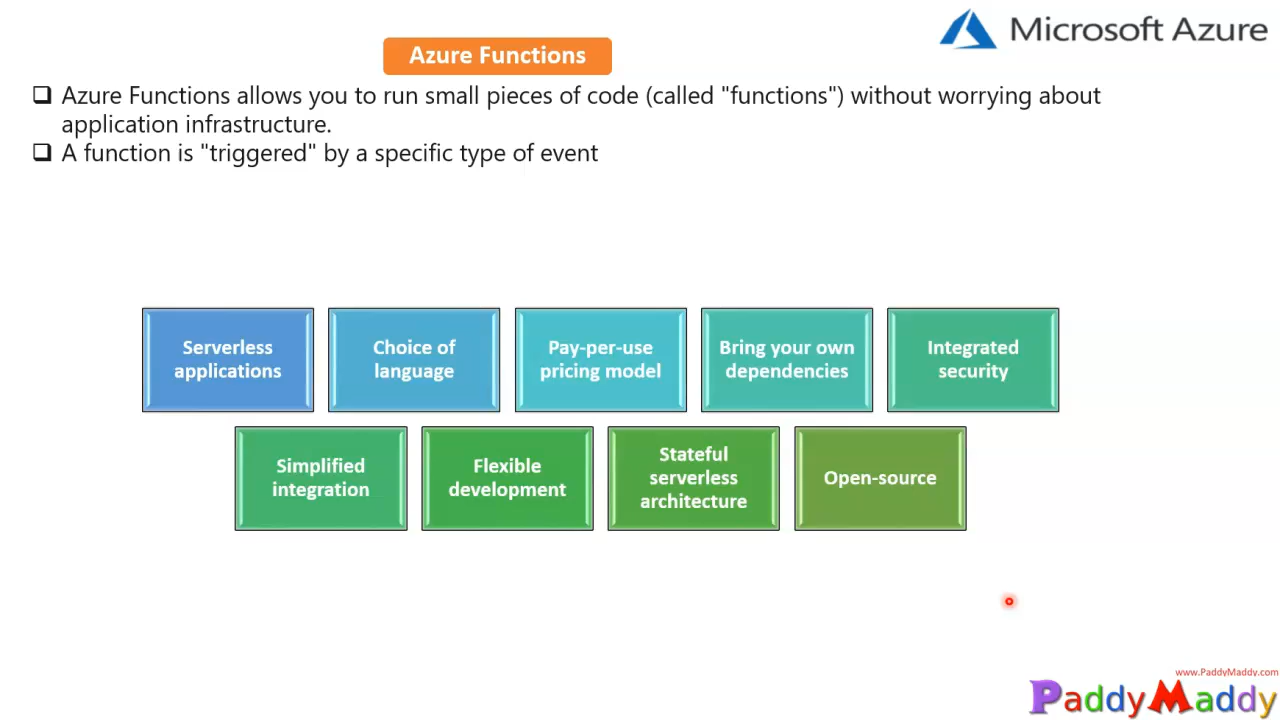 Microsoft Azure
Azure Functions
Azure Functions allows you to run small pieces of code (called "functions") without worrying about
application infrastructure.
A function is "triggered" by a specific type of event
Serverless
applications
Choice of
language
Pay-per-use
pricing model
Bring your own
dependencies
Integrated
security
Simplified
integration
Flexible
development
Stateful
serverless
architecture
Open-source
www.PaddyMaddy.com
PaddyMaddy